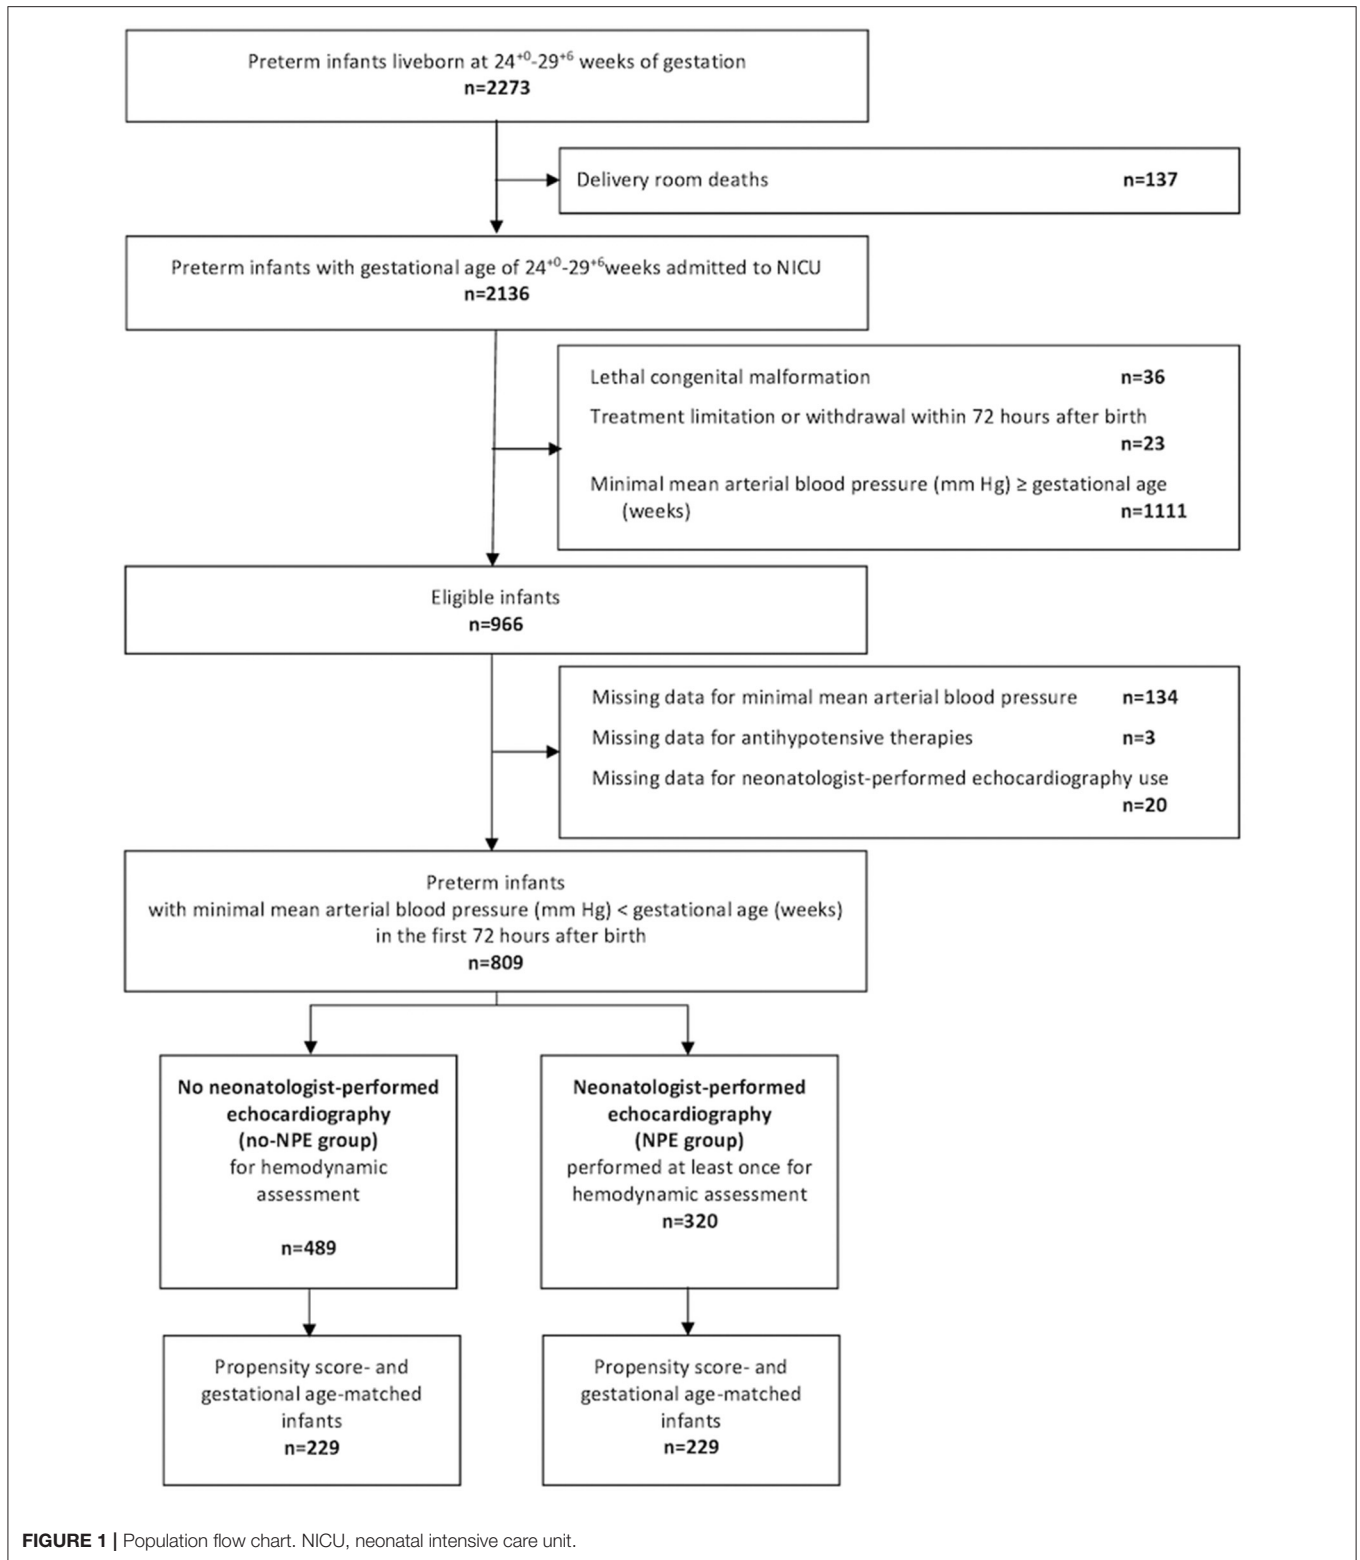 Preterm infants liveborn at 24⁺⁰-29⁺⁶ weeks of gestation
n=2273
Delivery room deaths n=137
Preterm infants with gestational age of 24⁺⁰-29⁺⁶weeks admitted to NICU
n=2136
Lethal congenital malformation n=36
Treatment limitation or withdrawal within 72 hours after birth
n=23
Minimal mean arterial blood pressure (mm Hg) ≥ gestational age
(weeks) n=1111
Eligible infants
n=966
Missing data for minimal mean arterial blood pressure n=134
Missing data for antihypotensive therapies n=3
Missing data for neonatologist-performed echocardiography use
n=20
Preterm infants
with minimal mean arterial blood pressure (mm Hg) < gestational age (weeks)
in the first 72 hours after birth
n=809
No neonatologist-performed
echocardiography
(no-NPE group)
for hemodynamic
assessment
n=489
Neonatologist-performed
echocardiography
(NPE group)
performed at least once for
hemodynamic assessment
n=320
Propensity score- and
gestational age-matched
infants
n=229
Propensity score- and
gestational age-matched
infants
n=229
FIGURE 1 | Population flow chart. NICU, neonatal intensive care unit.